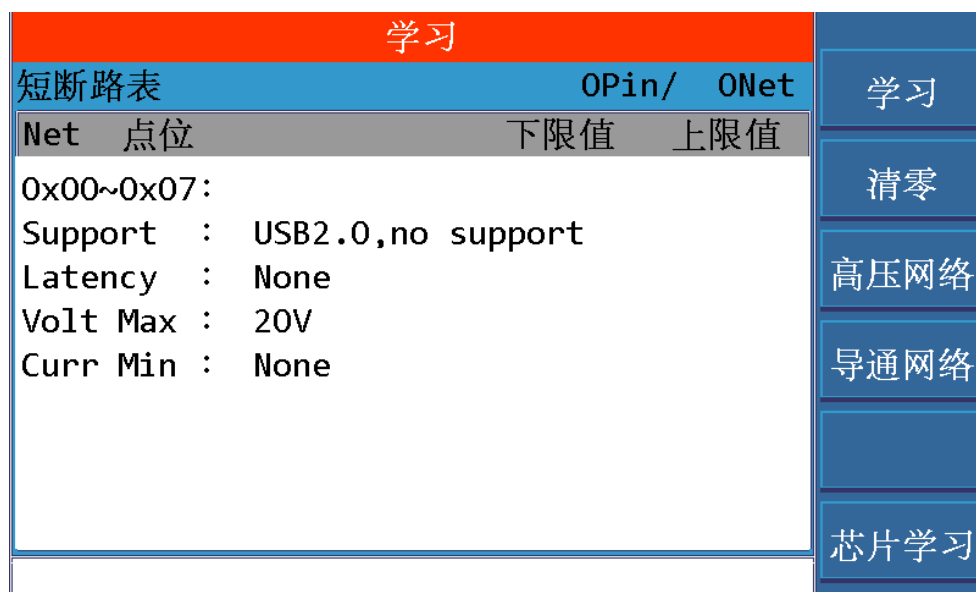 学习
短断路表 0Pin/ 0Net
Net 点位 下限值 上限值
0x00~0x07:
Support : USB2.0,no support
Latency : None
Volt Max : 20V
Curr Min : None
学习
清零
高压网络
导通网络
芯片学习